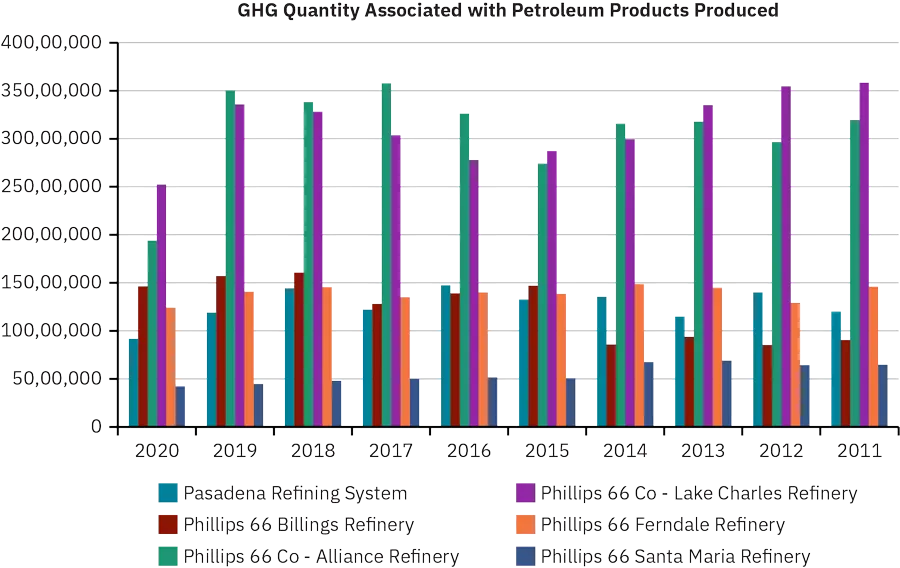 GHG Quantity Associated with Petroleum Products Produced
400,00,000
350,00,000
300,00,000
250,00,000
200,00,000
150,00,000
100,00,000
50,00,000
0
2020 2019 2018 2017 2016 2015 2014 2013 2012 2011
Pasadena Refining System
Phillips 66 Billings Refinery
Phillips 66 Co - Alliance Refinery
Phillips 66 Co - Lake Charles Refinery
Phillips 66 Ferndale Refinery
Phillips 66 Santa Maria Refinery